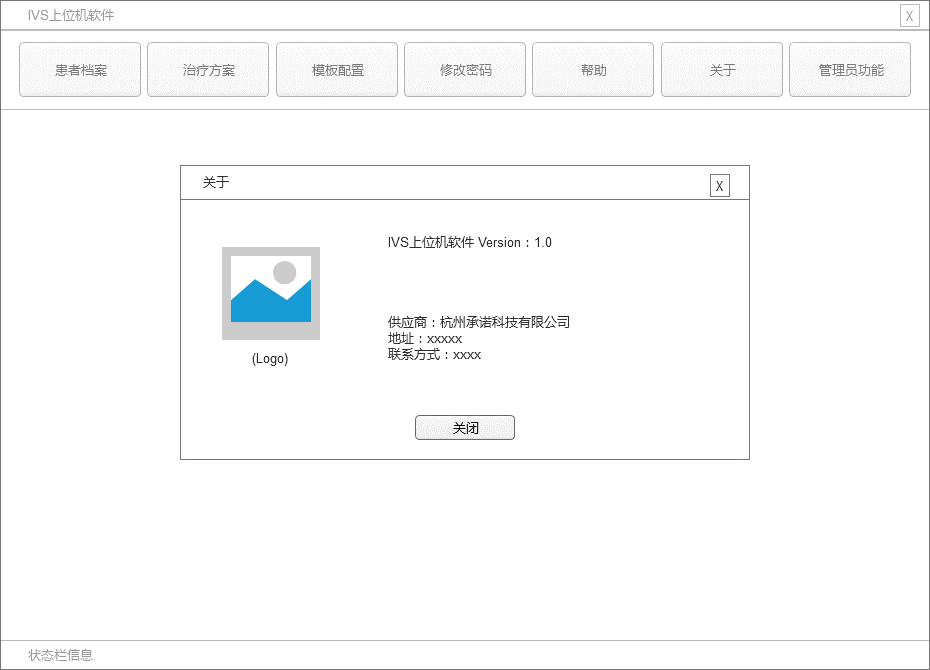 IVS上位机软件
X
患者档案 治疗方案 模板配置 修改密码 帮助 关于 管理员功能
关于
X
IVS上位机软件 Version：1.0
供应商：杭州承诺科技有限公司
地址：xxxxx
联系方式：xxxx
(Logo)
关闭
状态栏信息